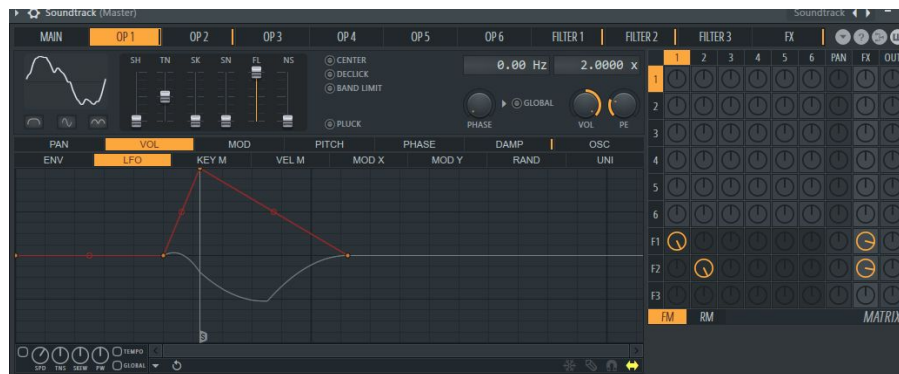 Soundtrack (Master) Soundtrack
MAIN OP 1 OP 2 OP 3 OP 4 OP 5 OP 6 FILTER 1 FILTER 2 FILTER 3 FX
SH TN SK SN FL NS
CENTER
DECLICK
BAND LIMIT
PLUCK
0.00 Hz 2.0000 x
GLOBAL
PHASE VOL PE
PAN VOL MOD PITCH PHASE DAMP OSC
ENV LFO KEY M VEL M MOD X MOD Y RAND UNI
S
TEMPO
GLOBAL
SPD TNS SKEW PW
1 2 3 4 5 6 PAN FX OUT
1
2
3
4
5
6
F1
F2
F3
FM RM MATRIX